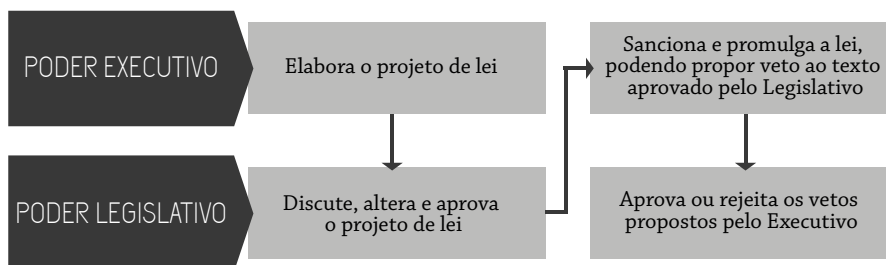 PODER EXECUTIVO
Elabora o projeto de lei
Sanciona e promulga a lei,
podendo propor veto ao texto
aprovado pelo Legislativo
PODER LEGISLATIVO
Discute, altera e aprova
o projeto de lei
Aprova ou rejeita os vetos
propostos pelo Executivo